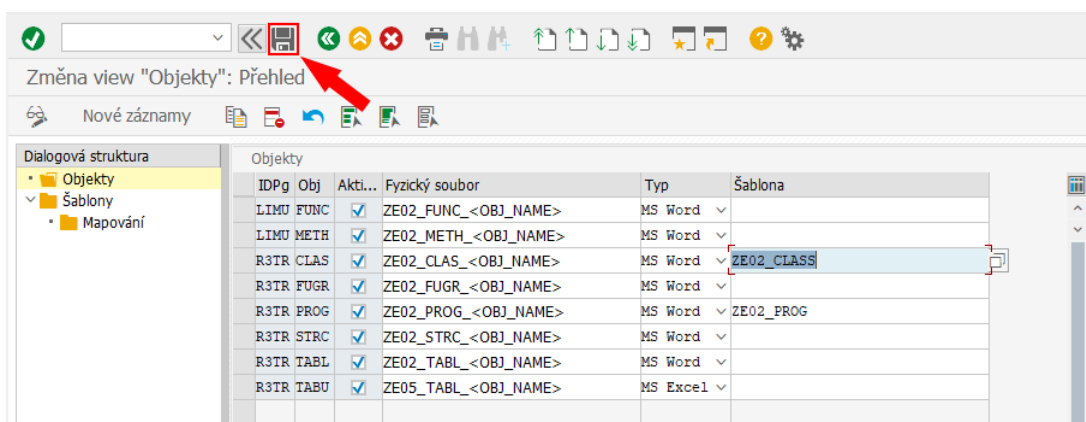 Změna view "Objekty": Přehled
Nové záznamy
Dialogová struktura
Objekty
Šablony
Mapování
Objekty
IDPg Obj Akti... Fyzický soubor Typ Šablona
LIMU FUNC ZE02_FUNC_<OBJ_NAME> MS Word
LIMU METH ZE02_METH_<OBJ_NAME> MS Word
R3TR CLAS ZE02_CLAS_<OBJ_NAME> MS Word ZE02_CLASS
R3TR FUGR ZE02_FUGR_<OBJ_NAME> MS Word
R3TR PROG ZE02_PROG_<OBJ_NAME> MS Word ZE02_PROG
R3TR STRC ZE02_STRC_<OBJ_NAME> MS Word
R3TR TABL ZE02_TABL_<OBJ_NAME> MS Word
R3TR TABU ZE05_TABL_<OBJ_NAME> MS Excel